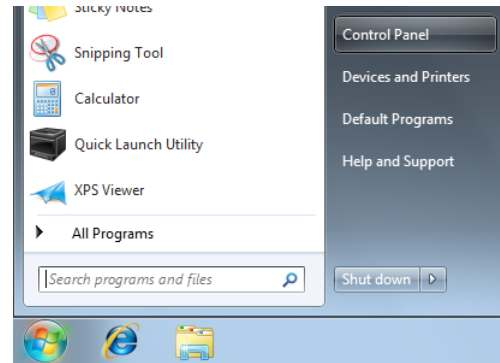 Sticky Notes
Snipping Tool
Calculator
Quick Launch Utility
XPS Viewer
All Programs
Search programs and files
Control Panel
Devices and Printers
Default Programs
Help and Support
Shut down